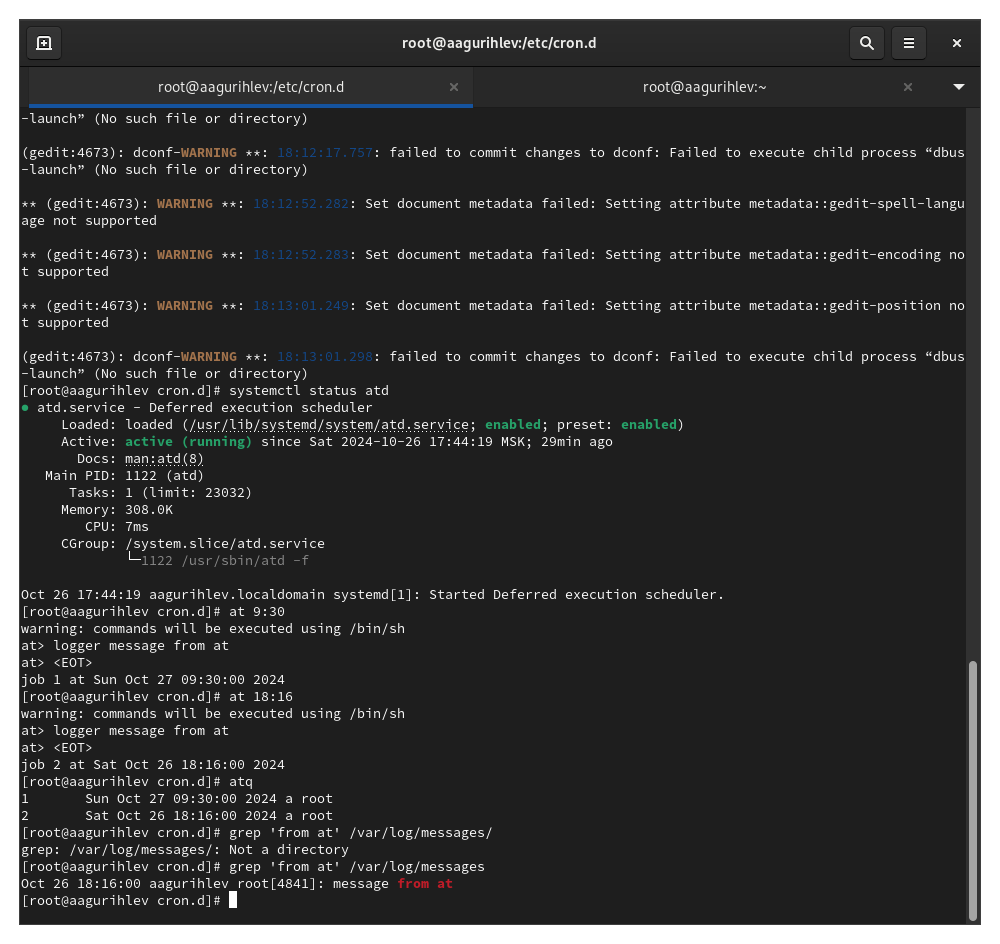 root@aagurihlev:/etc/cron.d
root@aagurihlev:/etc/cron.d
root@aagurihlev:~
-launch” (No such file or directory)
(gedit:4673): dconf-WARNING **: 18:12:17.757: failed to commit changes to dconf: Failed to execute child process “dbus
-launch” (No such file or directory)
** (gedit:4673): WARNING **: 18:12:52.282: Set document metadata failed: Setting attribute metadata::gedit-spell-langu
age not supported
** (gedit:4673): WARNING **: 18:12:52.283: Set document metadata failed: Setting attribute metadata::gedit-encoding no
t supported
** (gedit:4673): WARNING **: 18:13:01.249: Set document metadata failed: Setting attribute metadata::gedit-position no
t supported
(gedit:4673): dconf-WARNING **: 18:13:01.298: failed to commit changes to dconf: Failed to execute child process “dbus
-launch” (No such file or directory)
[root@aagurihlev cron.d]# systemctl status atd
● atd.service - Deferred execution scheduler
     Loaded: loaded (/usr/lib/systemd/system/atd.service; enabled; preset: enabled)
     Active: active (running) since Sat 2024-10-26 17:44:19 MSK; 29min ago
       Docs: man:atd(8)
   Main PID: 1122 (atd)
      Tasks: 1 (limit: 23032)
     Memory: 308.0K
        CPU: 7ms
     CGroup: /system.slice/atd.service
             └─1122 /usr/sbin/atd -f
Oct 26 17:44:19 aagurihlev.localdomain systemd[1]: Started Deferred execution scheduler.
[root@aagurihlev cron.d]# at 9:30
warning: commands will be executed using /bin/sh
at> logger message from at
at> <EOT>
job 1 at Sun Oct 27 09:30:00 2024
[root@aagurihlev cron.d]# at 18:16
warning: commands will be executed using /bin/sh
at> logger message from at
at> <EOT>
job 2 at Sat Oct 26 18:16:00 2024
[root@aagurihlev cron.d]# atq
1       Sun Oct 27 09:30:00 2024 a root
2       Sat Oct 26 18:16:00 2024 a root
[root@aagurihlev cron.d]# grep 'from at' /var/log/messages/
grep: /var/log/messages/: Not a directory
[root@aagurihlev cron.d]# grep 'from at' /var/log/messages
Oct 26 18:16:00 aagurihlev root[4841]: message from at
[root@aagurihlev cron.d]#